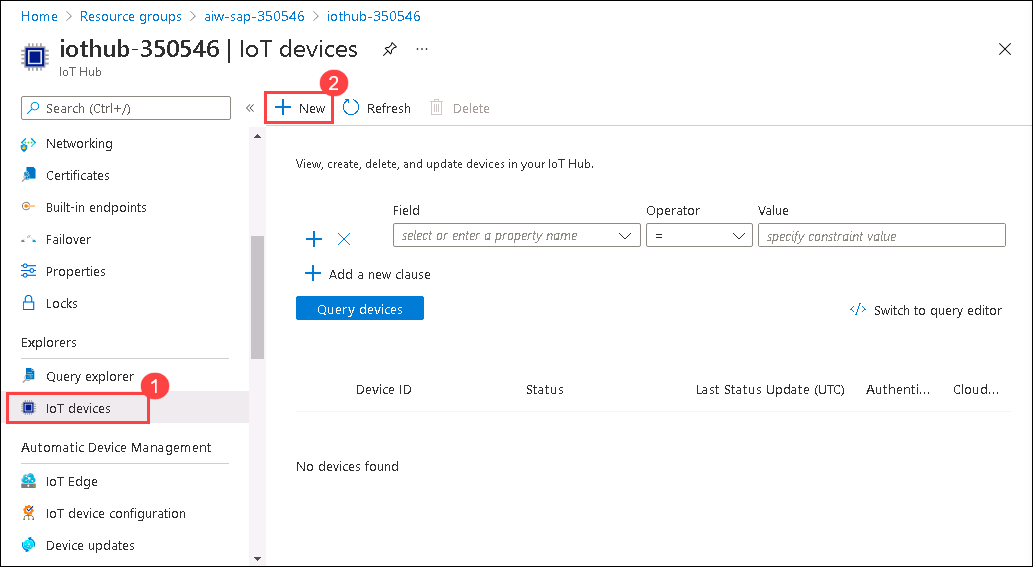 Home > Resource groups > aiw-sap-350546 > iothub-350546
iothub-350546 | IoT devices
IoT Hub
Search (Ctrl+/)
Networking
Certificates
Built-in endpoints
Failover
Properties
Locks
Explorers
Query explorer
1
IoT devices
Automatic Device Management
IoT Edge
IoT device configuration
Device updates
2
New Refresh Delete
View, create, delete, and update devices in your IoT Hub.
Field Operator Value
select or enter a property name = specify constraint value
Add a new clause
Query devices </> Switch to query editor
Device ID Status Last Status Update (UTC) Authenti... Cloud...
No devices found